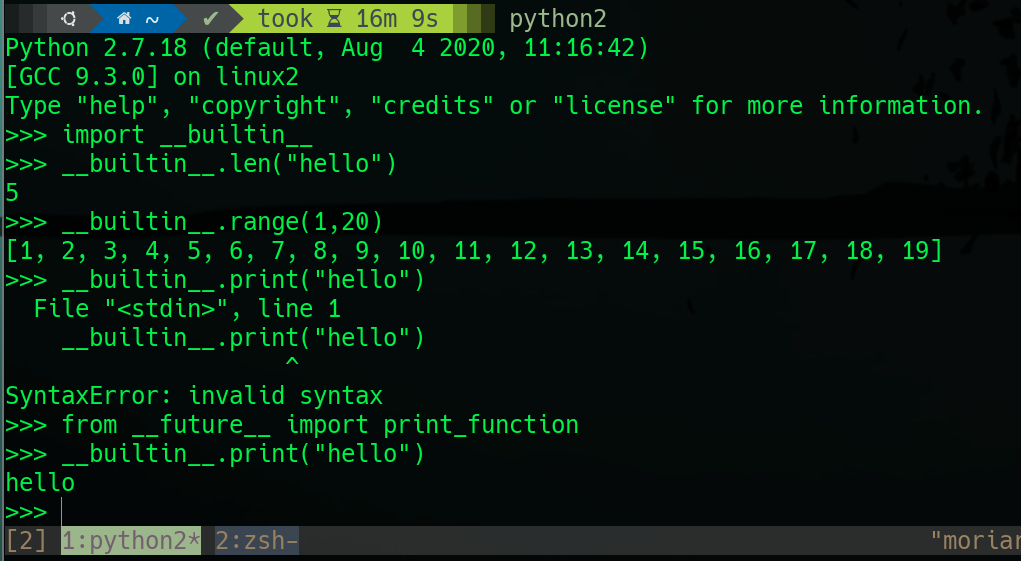 ~ ✔ took ⌛ 16m 9s python2
Python 2.7.18 (default, Aug  4 2020, 11:16:42)
[GCC 9.3.0] on linux2
Type "help", "copyright", "credits" or "license" for more information.
>>> import __builtin__
>>> __builtin__.len("hello")
5
>>> __builtin__.range(1,20)
[1, 2, 3, 4, 5, 6, 7, 8, 9, 10, 11, 12, 13, 14, 15, 16, 17, 18, 19]
>>> __builtin__.print("hello")
  File "<stdin>", line 1
    __builtin__.print("hello")
                    ^
SyntaxError: invalid syntax
>>> from __future__ import print_function
>>> __builtin__.print("hello")
hello
>>>
[2] 1:python2* 2:zsh- "moriar